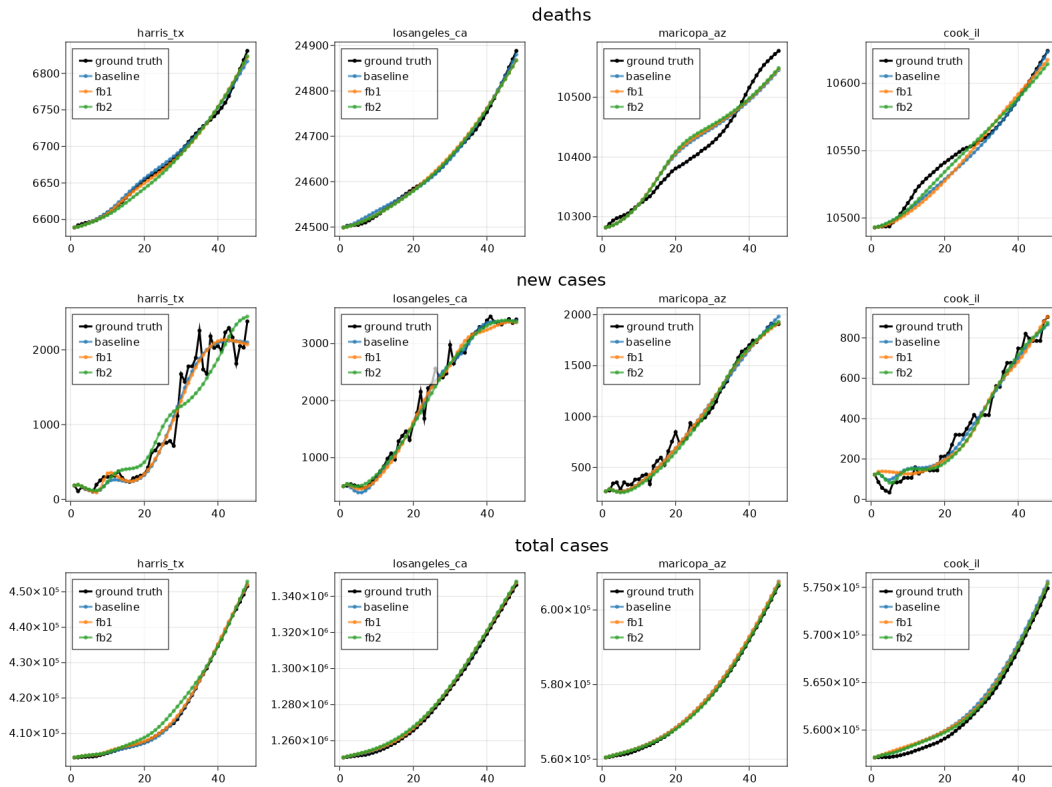 deaths
harris_tx
losangeles_ca
maricopa_az
cook_il
6800
6750
6700
6650
6600
ground truth
baseline
fb1
fb2
0
20
40
24900
24800
24700
24600
24500
ground truth
baseline
fb1
fb2
0
20
40
10500
10400
10300
ground truth
baseline
fb1
fb2
0
20
40
10600
10550
10500
ground truth
baseline
fb1
fb2
0
20
40
new cases
harris_tx
losangeles_ca
maricopa_az
cook_il
2000
1000
0
ground truth
baseline
fb1
fb2
0
20
40
3000
2000
1000
ground truth
baseline
fb1
fb2
0
20
40
2000
1500
1000
500
ground truth
baseline
fb1
fb2
0
20
40
800
600
400
200
0
ground truth
baseline
fb1
fb2
0
20
40
total cases
harris_tx
losangeles_ca
maricopa_az
cook_il
4.50×10⁵
4.40×10⁵
4.30×10⁵
4.20×10⁵
4.10×10⁵
ground truth
baseline
fb1
fb2
0
20
40
1.340×10⁶
1.320×10⁶
1.300×10⁶
1.280×10⁶
1.260×10⁶
ground truth
baseline
fb1
fb2
0
20
40
6.00×10⁵
5.80×10⁵
5.60×10⁵
ground truth
baseline
fb1
fb2
0
20
40
5.750×10⁵
5.700×10⁵
5.650×10⁵
5.600×10⁵
ground truth
baseline
fb1
fb2
0
20
40